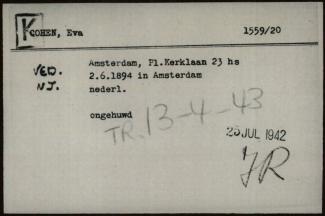 K
COHEN, Eva 1559/20
Amsterdam, Pl.Kerklaan 23 hs
VED.
2.6.1894 in Amsterdam
NJ.
nederl.
ongehuwd
TR. 13-4-43
JUL 1942
JR